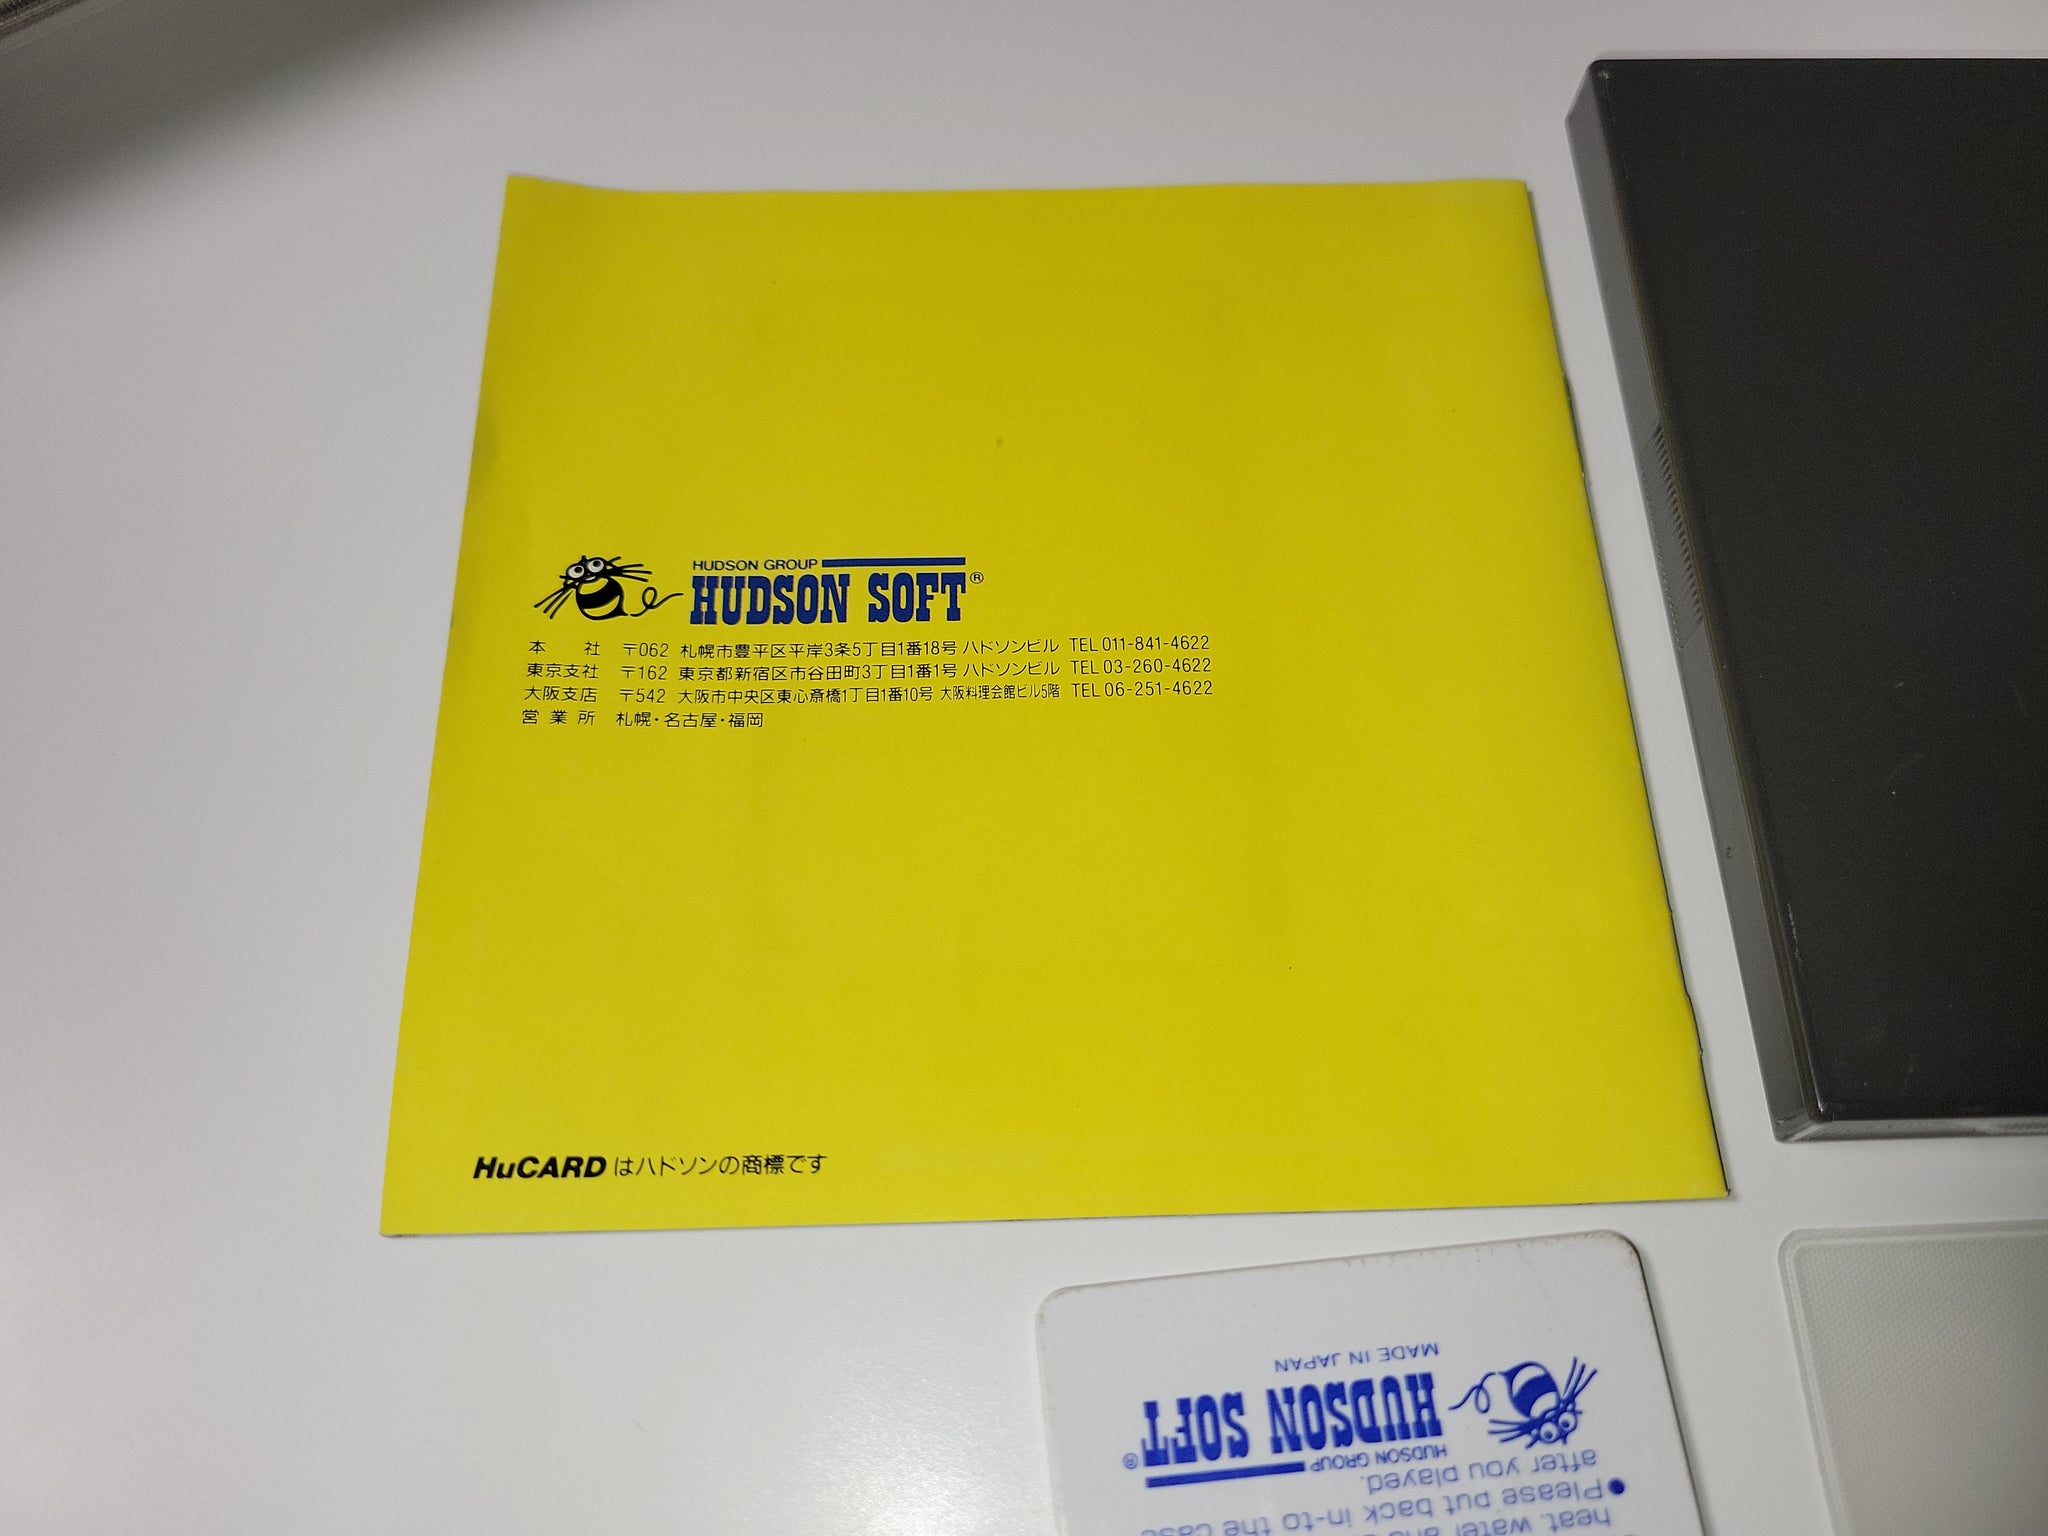 HUDSON GROUP
HUDSON SOFT®
本社 〒062 札幌市豊平区平岸3条5丁目1番18号 ハドソンビル TEL 011-841-4622
東京支社 〒162 東京都新宿区市谷田町3丁目1番1号 ハドソンビル TEL 03-260-4622
大阪支店 〒542 大阪市中央区東心斎橋1丁目1番10号 大阪料理会館ビル5階 TEL 06-251-4622
営業所 札幌・名古屋・福岡
HuCARD はハドソンの商標です
heat, water and
●Please put back in-to the case
after you played.
HUDSON GROUP
HUDSON SOFT®
MADE IN JAPAN